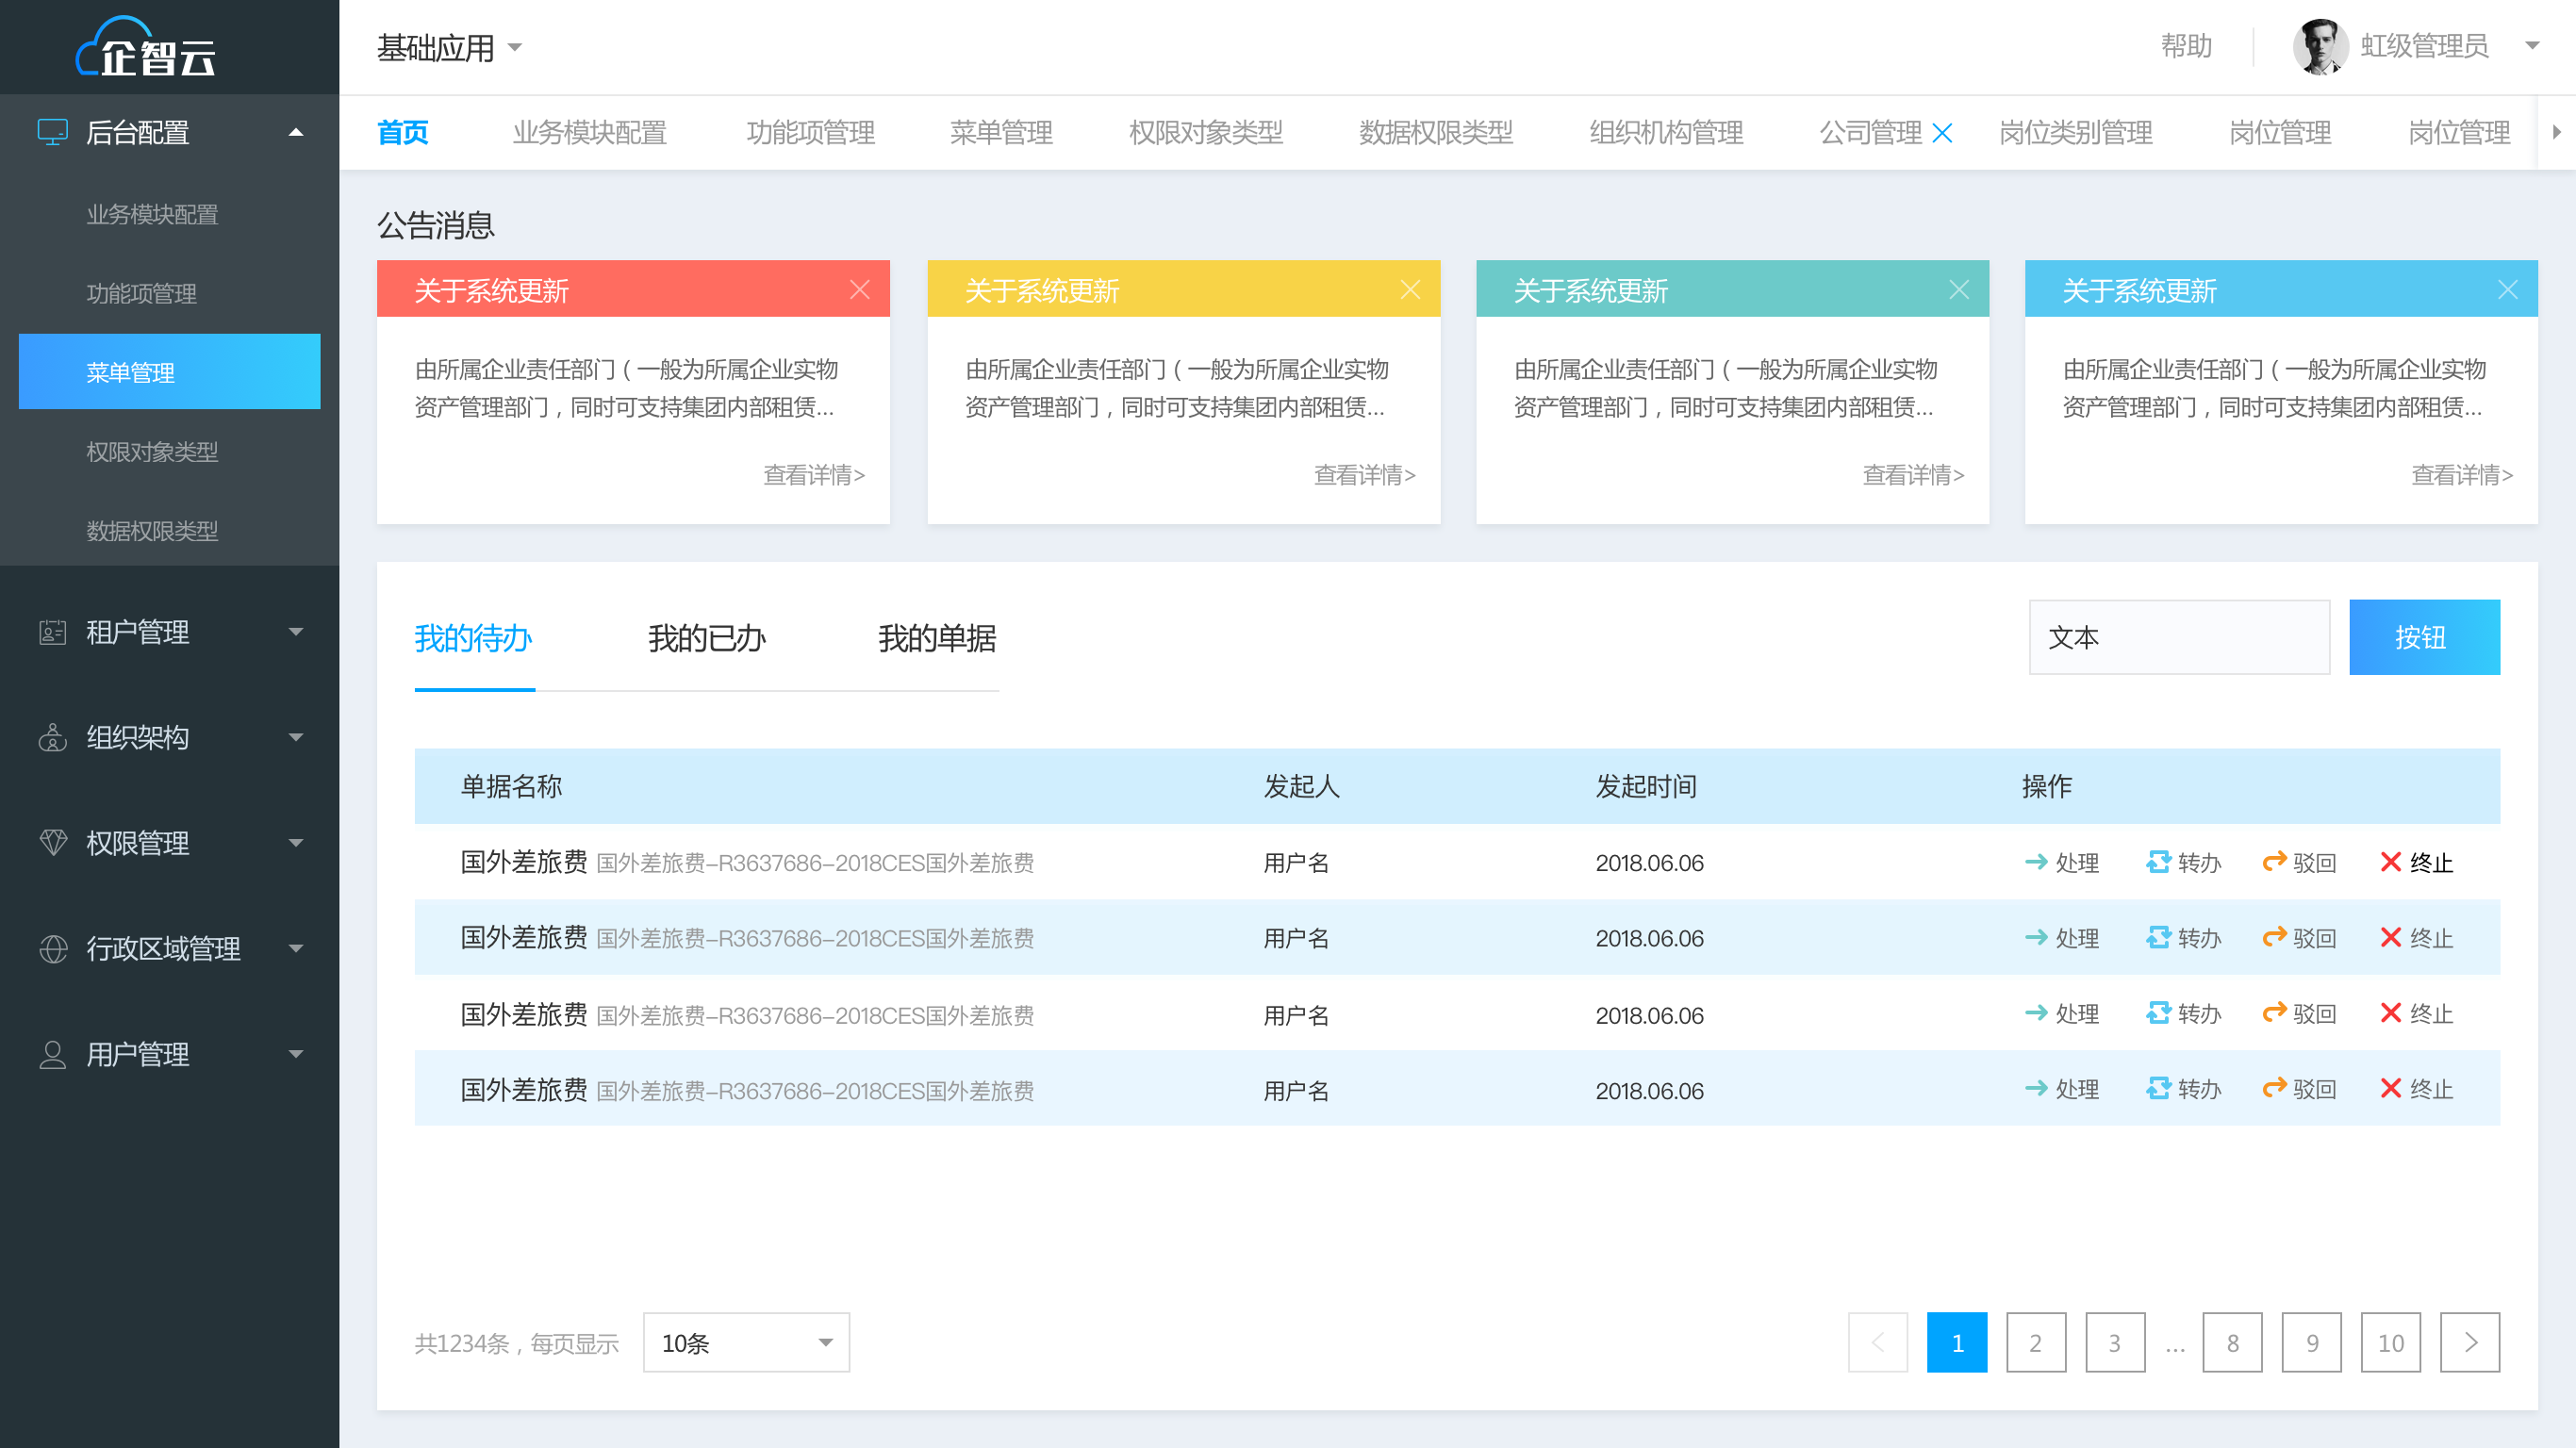 企智云
基础应用
帮助
虹级管理员
后台配置
业务模块配置
功能项管理
菜单管理
权限对象类型
数据权限类型
租户管理
组织架构
权限管理
行政区域管理
用户管理
首页 业务模块配置 功能项管理 菜单管理 权限对象类型 数据权限类型 组织机构管理 公司管理 岗位类别管理 岗位管理 岗位管理
公告消息
关于系统更新
由所属企业责任部门（一般为所属企业实物
资产管理部门，同时可支持集团内部租赁...
查看详情>
关于系统更新
由所属企业责任部门（一般为所属企业实物
资产管理部门，同时可支持集团内部租赁...
查看详情>
关于系统更新
由所属企业责任部门（一般为所属企业实物
资产管理部门，同时可支持集团内部租赁...
查看详情>
关于系统更新
由所属企业责任部门（一般为所属企业实物
资产管理部门，同时可支持集团内部租赁...
查看详情>
我的待办 我的已办 我的单据
文本 按钮
单据名称 发起人 发起时间 操作
国外差旅费 国外差旅费-R3637686-2018CES国外差旅费 用户名 2018.06.06 处理 转办 驳回 终止
国外差旅费 国外差旅费-R3637686-2018CES国外差旅费 用户名 2018.06.06 处理 转办 驳回 终止
国外差旅费 国外差旅费-R3637686-2018CES国外差旅费 用户名 2018.06.06 处理 转办 驳回 终止
国外差旅费 国外差旅费-R3637686-2018CES国外差旅费 用户名 2018.06.06 处理 转办 驳回 终止
共1234条，每页显示 10条
< 1 2 3 ... 8 9 10 >